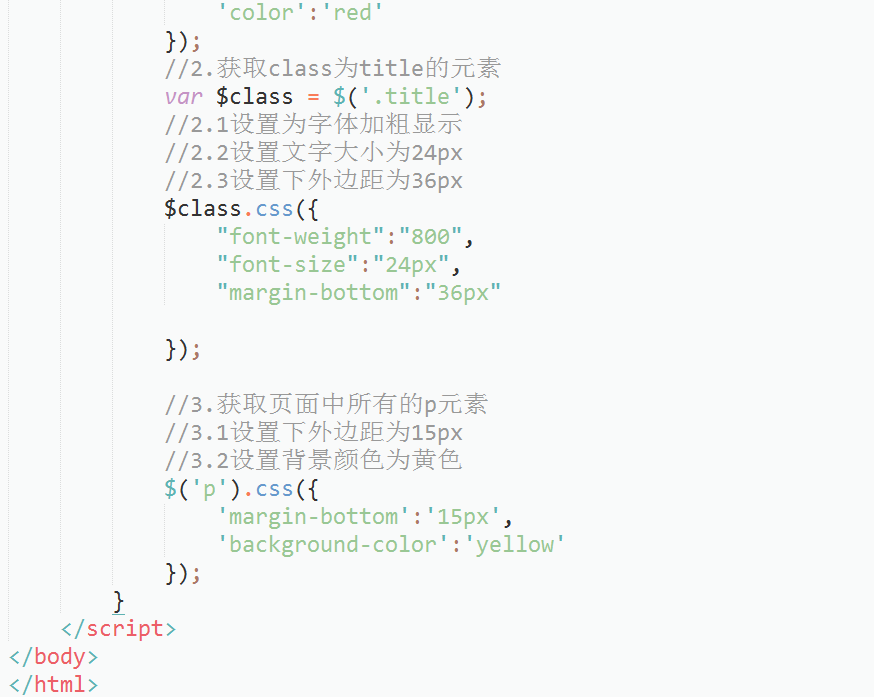 'color':'red'
});
//2.获取class为title的元素
var $class = $('.title');
//2.1设置为字体加粗显示
//2.2设置文字大小为24px
//2.3设置下外边距为36px
$class.css({
"font-weight":"800",
"font-size":"24px",
"margin-bottom":"36px"
});
//3.获取页面中所有的p元素
//3.1设置下外边距为15px
//3.2设置背景颜色为黄色
$('p').css({
'margin-bottom':'15px',
'background-color':'yellow'
});
}
</script>
</body>
</html>